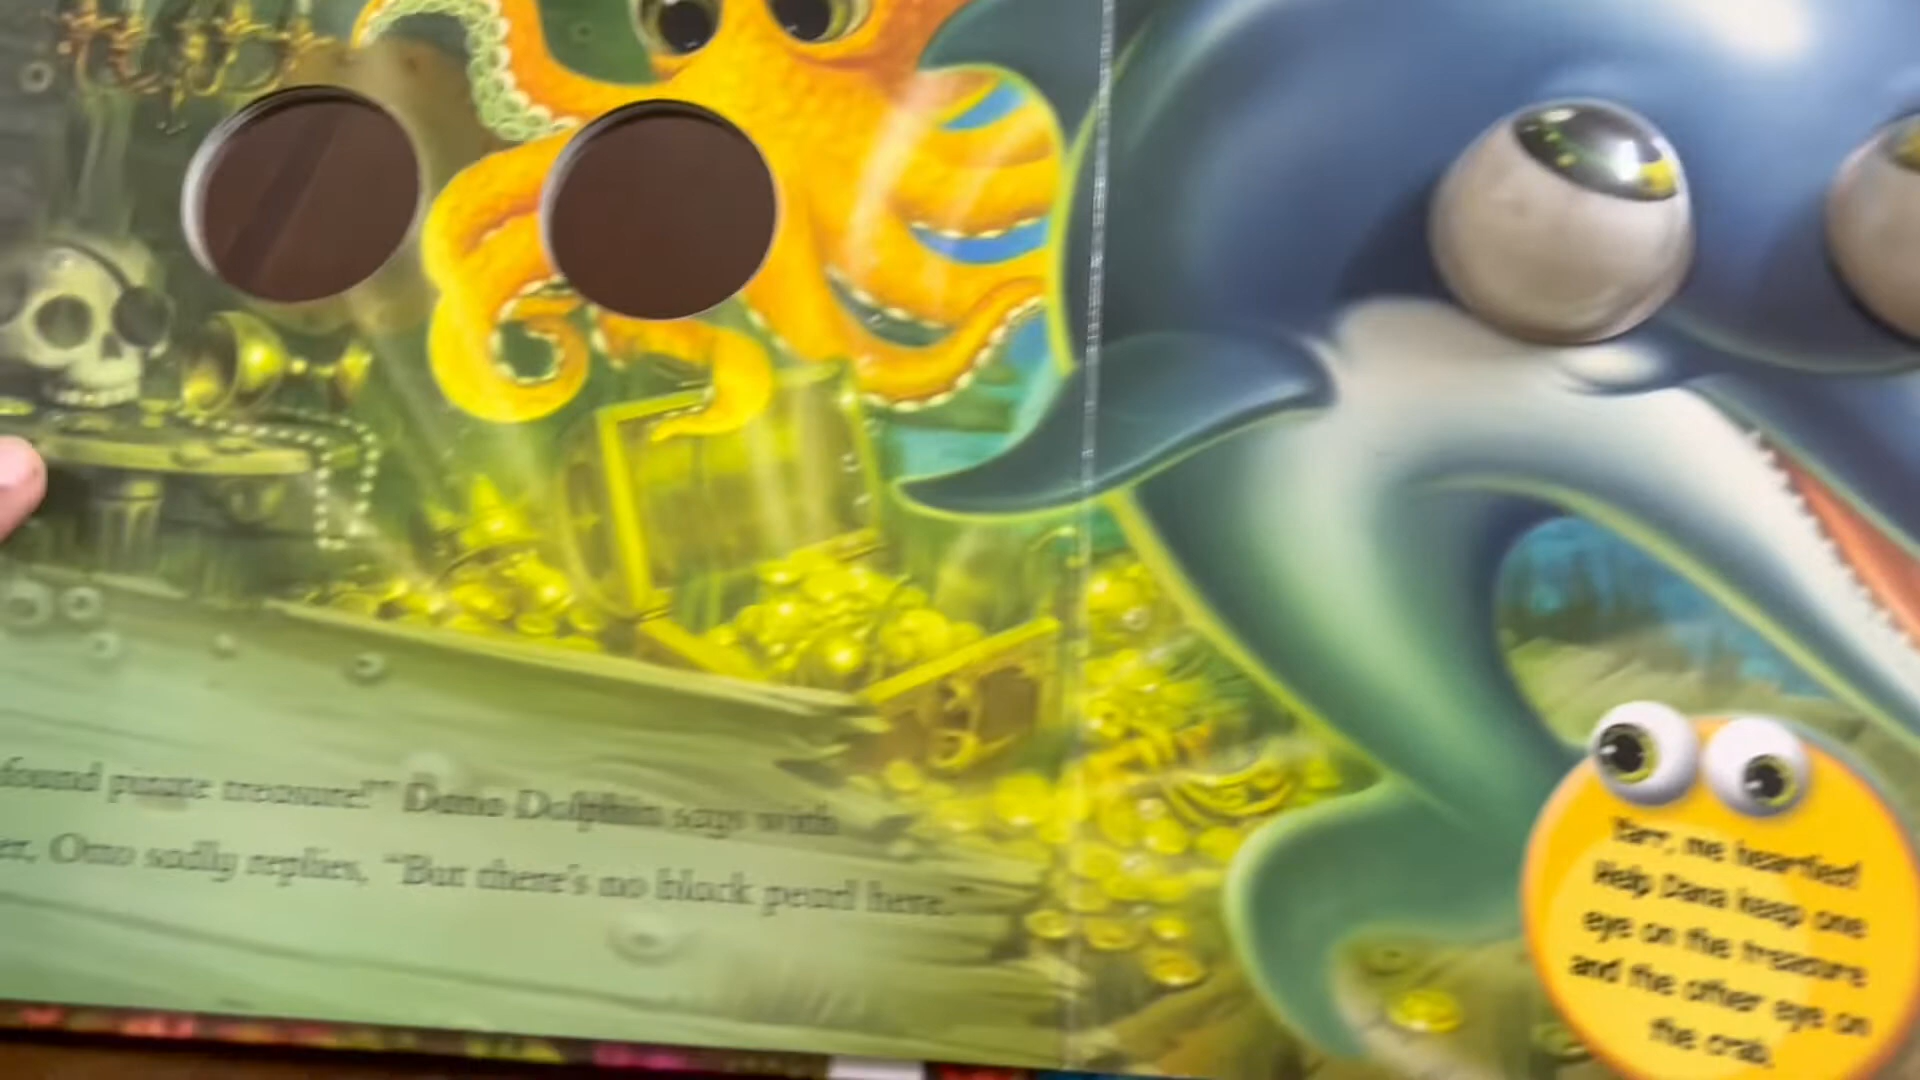 found pirate treasure!" Dana Dolphin says with
er, Omo sadly replies, "But there's no black pearl here."
Yarr, me hearties!
Help Dana keep one
eye on the treasure
and the other eye on
the crab.